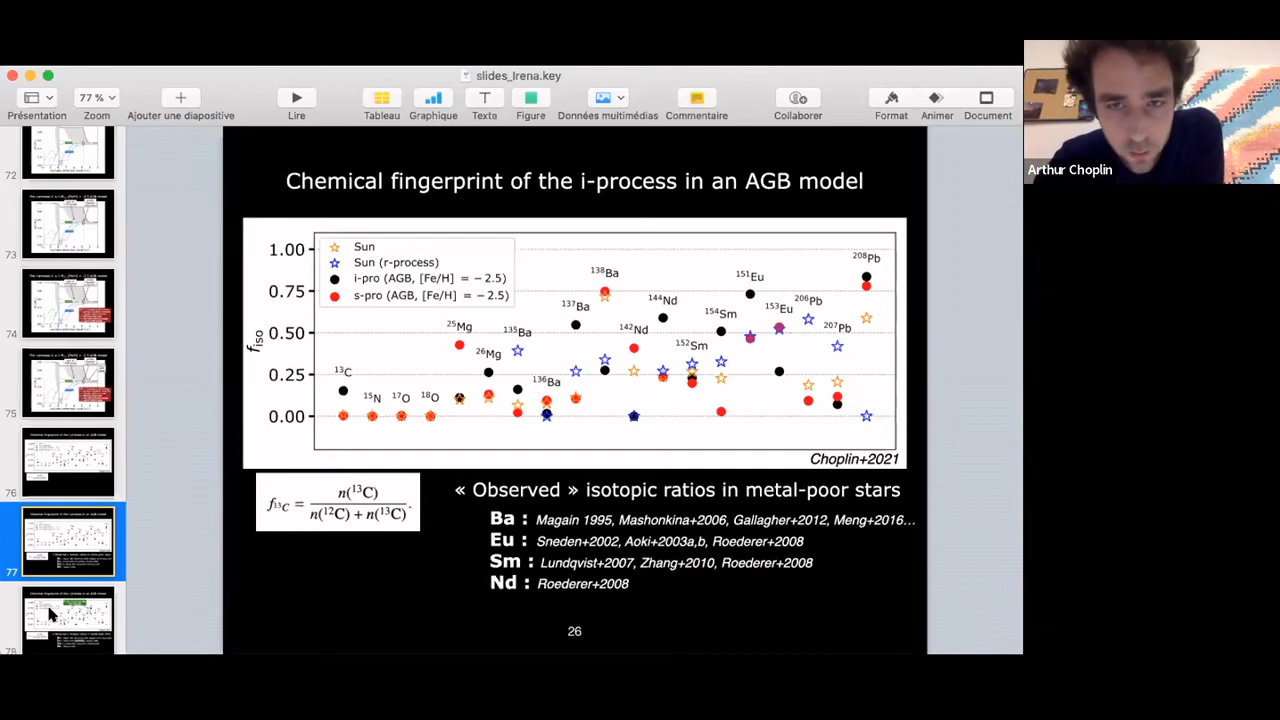 slides_Irena.key
77 %
Présentation
Zoom
Ajouter une diapositive
Lire
Tableau
Graphique
Texte
Figure
Données multimédias
Commentaire
Collaborer
Format
Animer
Document
Arthur Choplin
72
73
74
75
76
77
78
Chemical fingerprint of the i-process in an AGB model
Sun
Sun (r-process)
i-pro (AGB, [Fe/H] = −2.5)
s-pro (AGB, [Fe/H] = −2.5)
1.00
0.75
0.50
0.25
0.00
f_iso
¹³C
¹⁵N
¹⁷O
¹⁸O
²⁵Mg
²⁶Mg
¹³⁵Ba
¹³⁶Ba
¹³⁷Ba
¹³⁸Ba
¹⁴²Nd
¹⁴⁴Nd
¹⁵²Sm
¹⁵⁴Sm
¹⁵¹Eu
¹⁵³Eu
²⁰⁶Pb
²⁰⁷Pb
²⁰⁸Pb
Choplin+2021
f¹³C = n(¹³C) / n(¹²C) + n(¹³C).
« Observed » isotopic ratios in metal-poor stars
Ba : Magain 1995, Mashonkina+2006, Gallagher+2012, Meng+2016...
Eu : Sneden+2002, Aoki+2003a,b, Roederer+2008
Sm : Lundqvist+2007, Zhang+2010, Roederer+2008
Nd : Roederer+2008
26